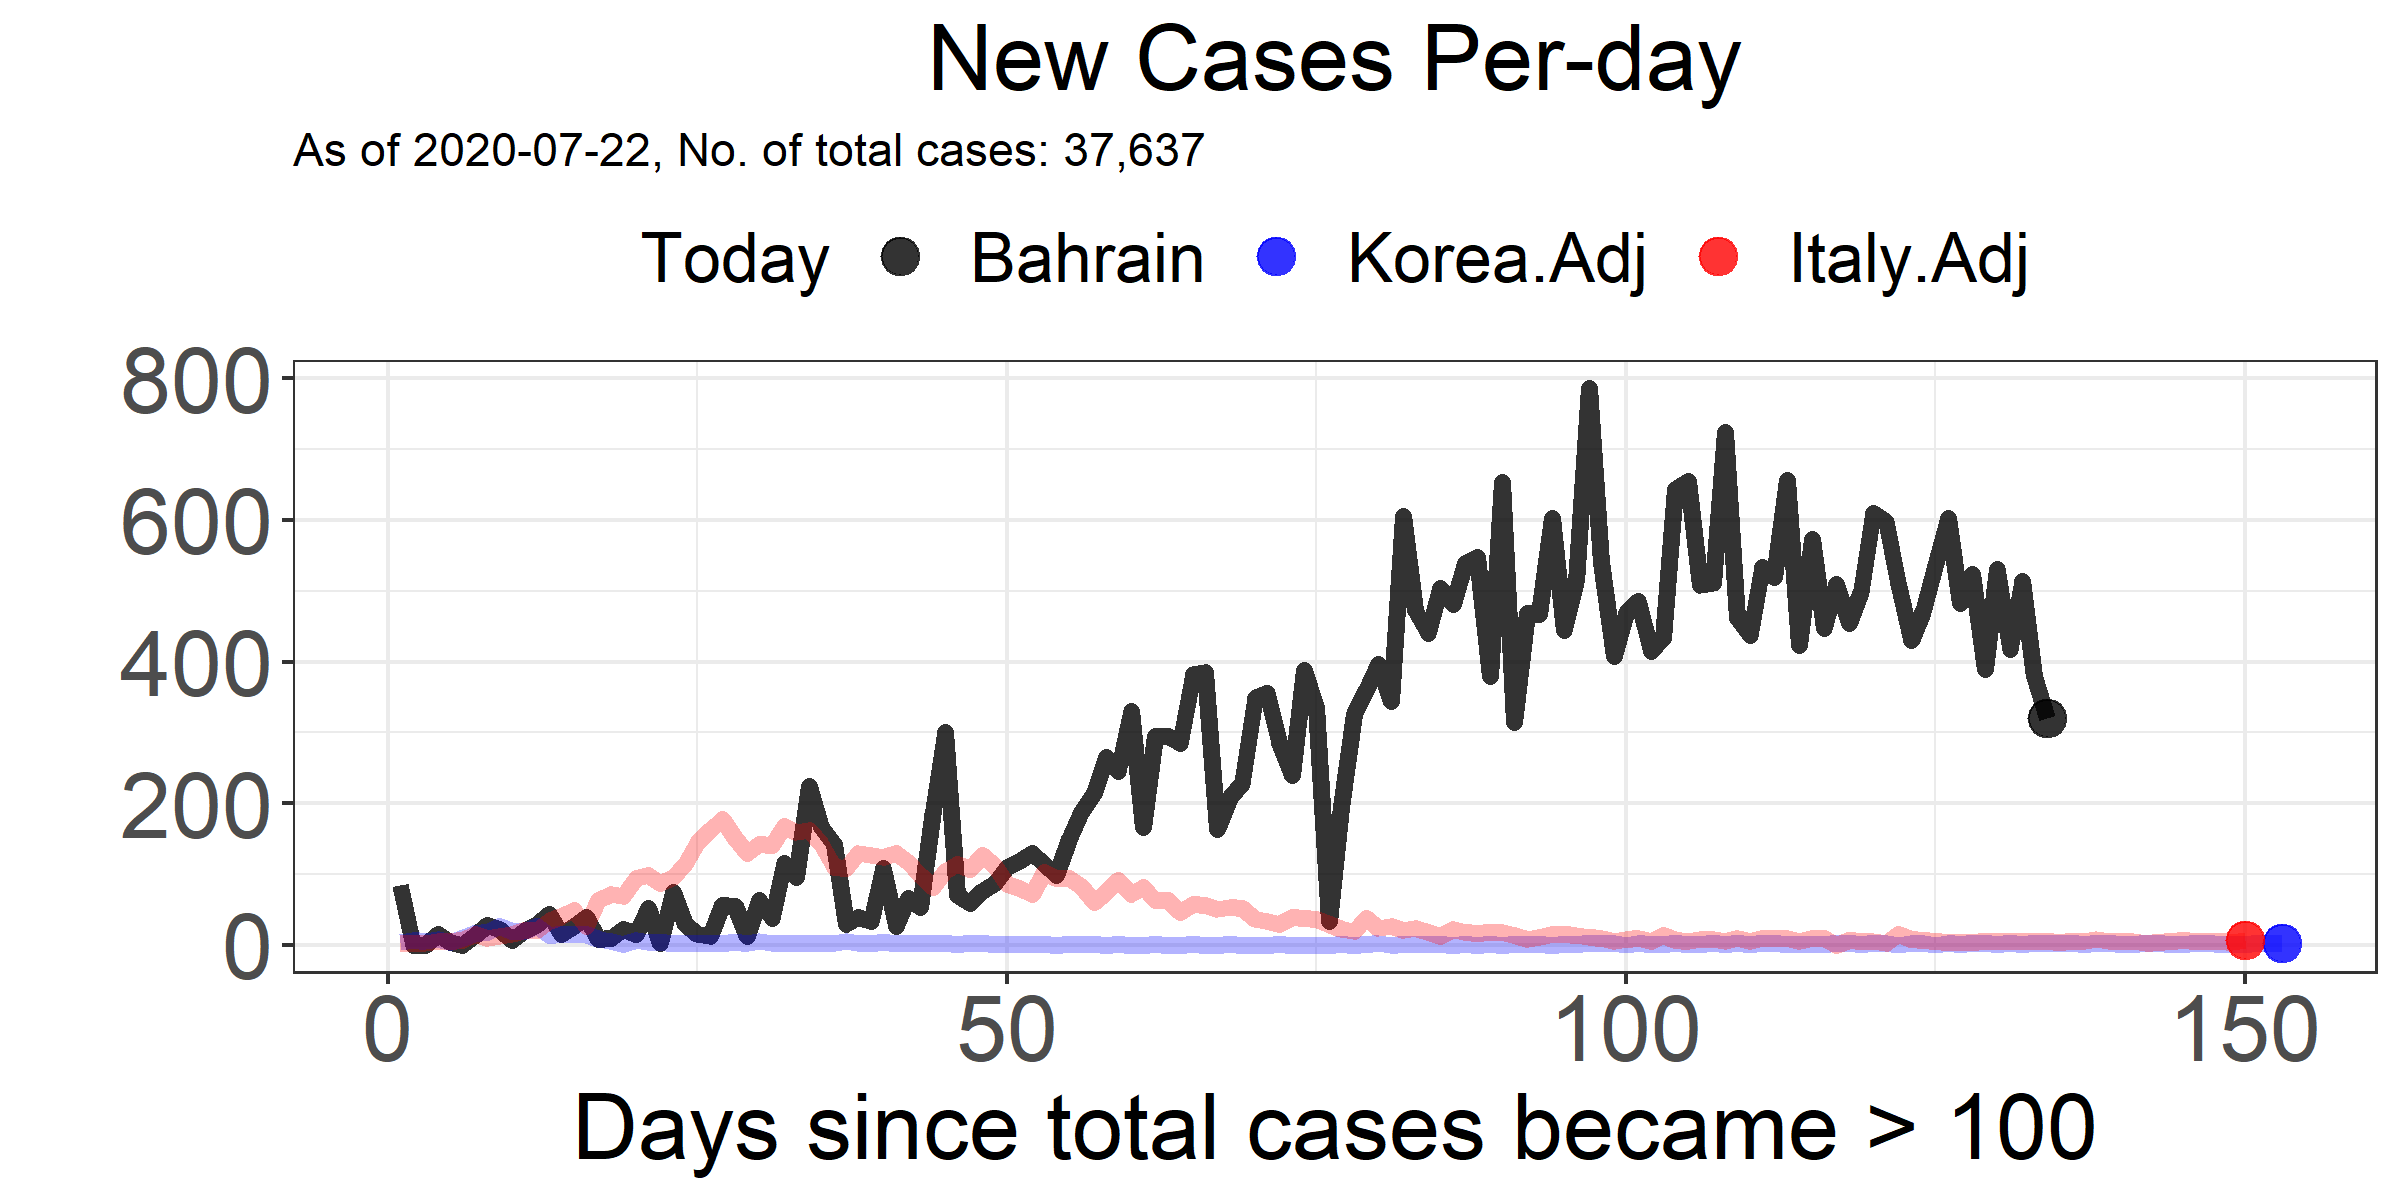 New Cases Per-day
As of 2020-07-22, No. of total cases: 37,637
Today Bahrain Korea.Adj Italy.Adj
800
600
400
200
0
0 50 100 150
Days since total cases became > 100